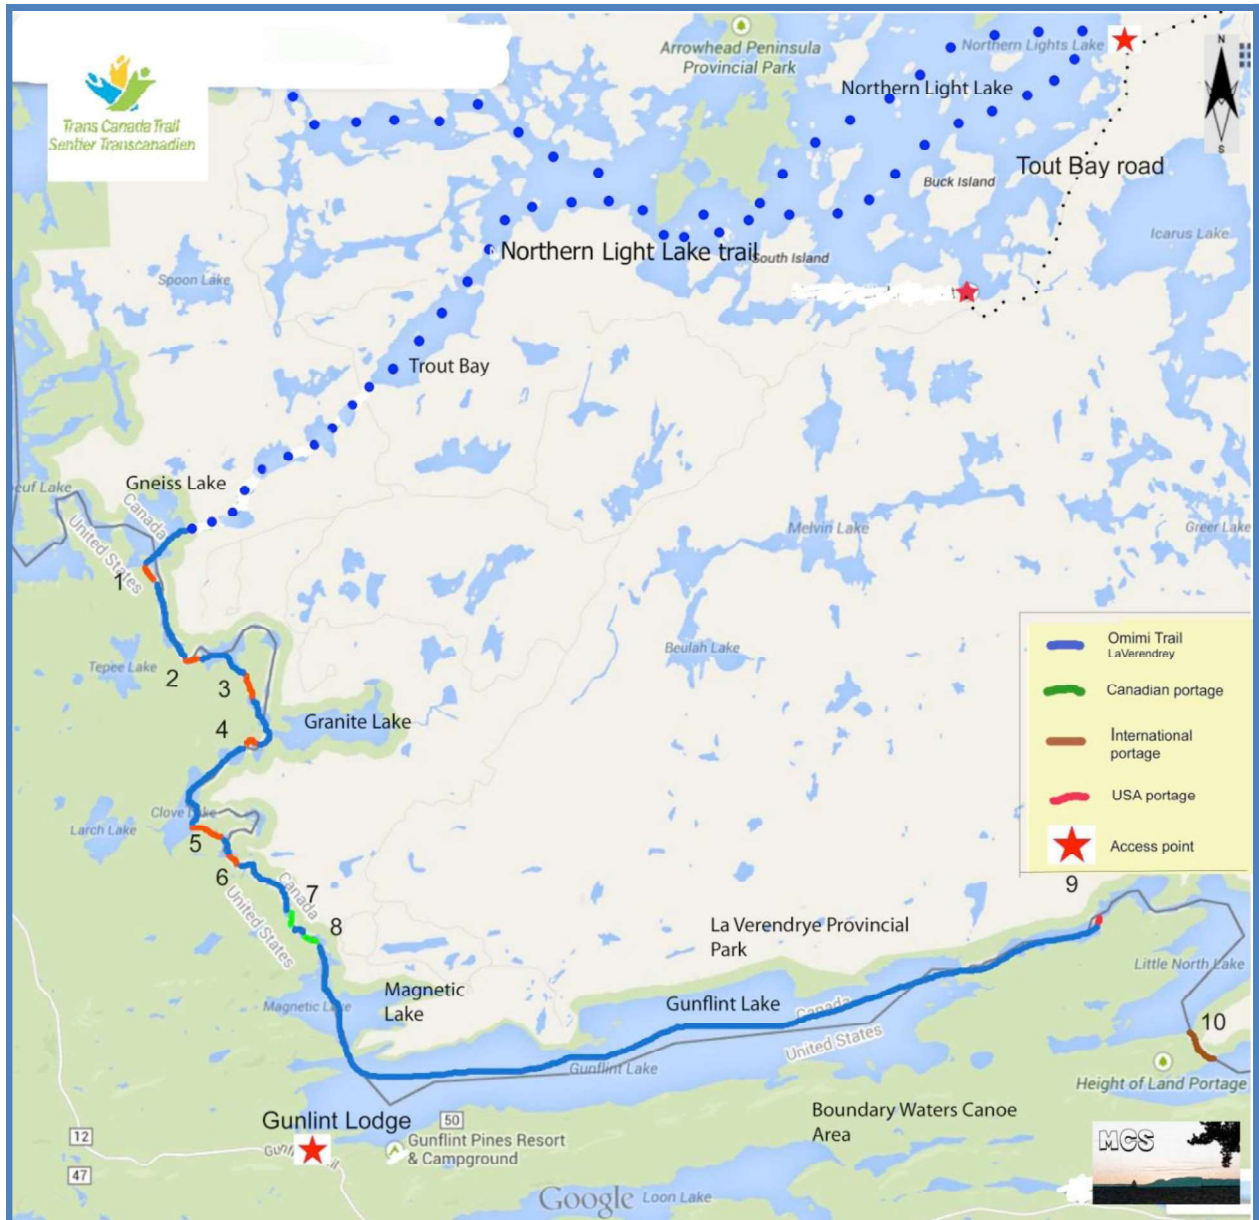 Trans Canada Trail
Sentier Transcanadien
Arrowhead Peninsula
Provincial Park
Northern Lights Lake
N
S
Northern Light Lake
Tout Bay road
Buck Island
Icarus Lake
Northern Light Lake trail
South Island
Spoon Lake
Trout Bay
Gneiss Lake
euf Lake
Canada
United States
Melvin Lake
Greer Lake
1
2
3
4
Tepee Lake
Beulah Lake
Granite Lake
Omimi Trail
LaVerendrey
Canadian portage
International
portage
USA portage
Access point
Clove Lake
Larch Lake
5
6
7
8
9
Canada
United States
La Verendrye Provincial
Park
Little North Lake
Magnetic
Lake
Magnetic Lake
Gunflint Lake
Canada
United States
10
Gunflint Lake
Height of Land Portage
Gunlint Lodge
50
Boundary Waters Canoe
Area
12
47
Gunflint Pines Resort
& Campground
MCS
Google
Loon Lake